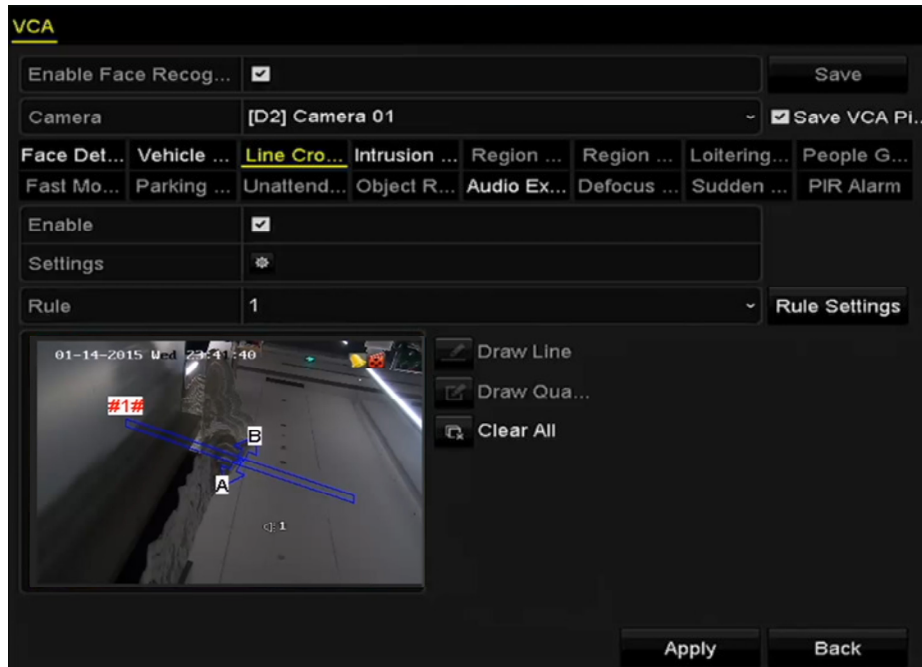 VCA
Enable Face Recog...
Save
Camera
[D2] Camera 01
Save VCA Pi..
Face Det... Vehicle ... Line Cro... Intrusion ... Region ... Region ... Loitering... People G...
Fast Mo... Parking ... Unattend... Object R... Audio Ex... Defocus ... Sudden ... PIR Alarm
Enable
Settings
Rule
1
Rule Settings
01-14-2015 Wed 23:41:40
#1#
B
A
1
Draw Line
Draw Qua...
Clear All
Apply
Back